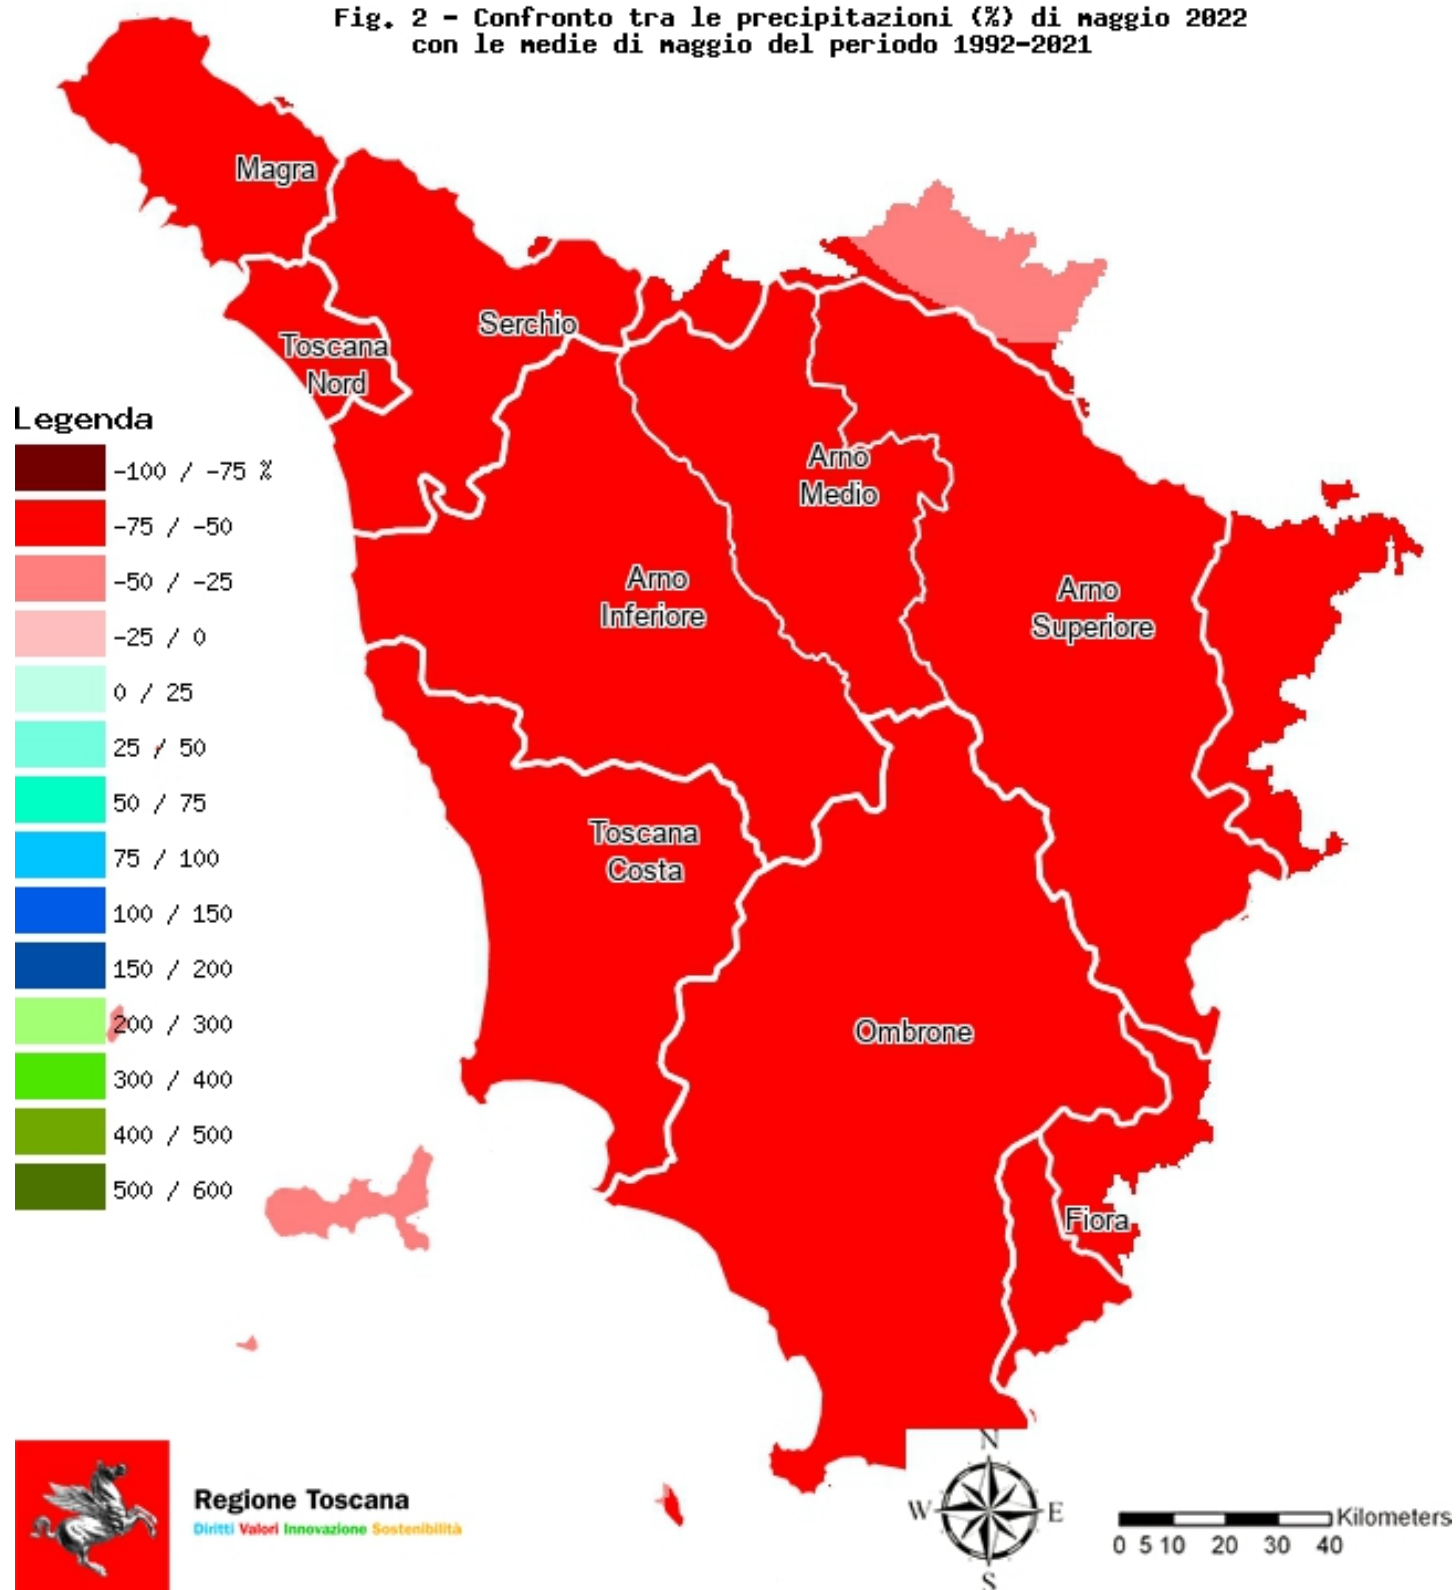 Fig. 2 - Confronto tra le precipitazioni (%) di maggio 2022
con le medie di maggio del periodo 1992-2021
Magra
Serchio
Toscana
Nord
Legenda
-100 / -75 %
-75 / -50
-50 / -25
-25 / 0
0 / 25
25 / 50
50 / 75
75 / 100
100 / 150
150 / 200
200 / 300
300 / 400
400 / 500
500 / 600
Arno
Medio
Arno
Inferiore
Arno
Superiore
Toscana
Costa
Ombrone
Fiora
Regione Toscana
Diritti Valori Innovazione Sostenibilità
N
W
E
S
Kilometers
0 5 10 20 30 40